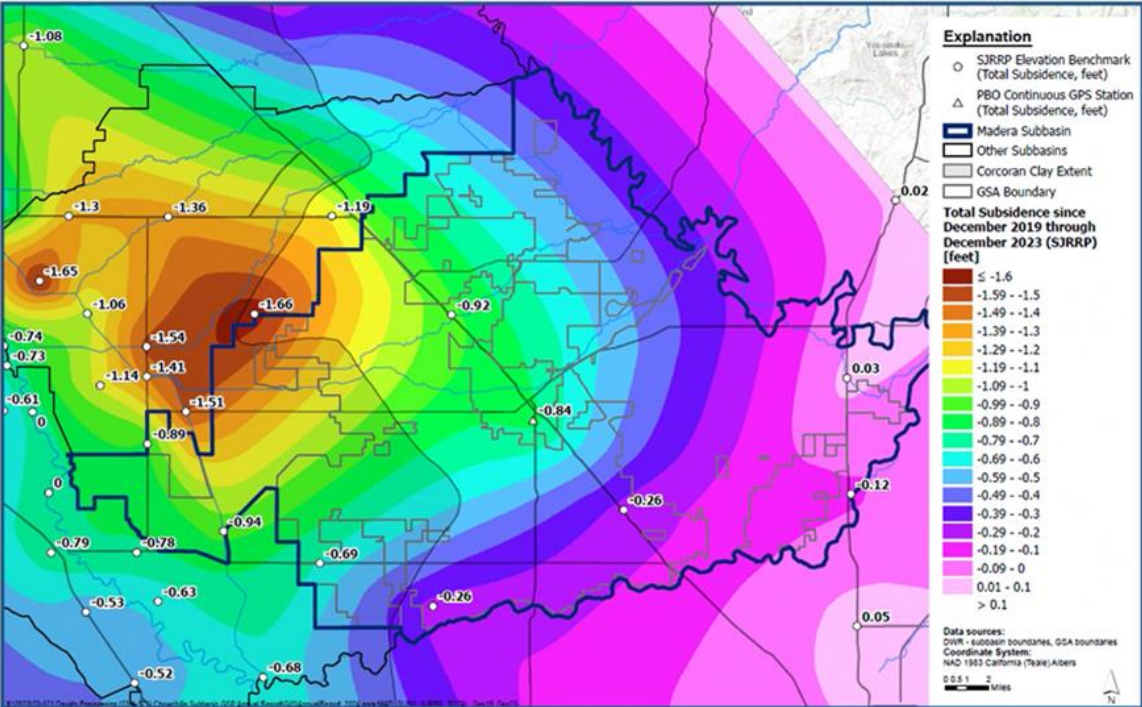 -1.08
Yosemite
Lakes
0.02
-1.3
-1.36
-1.19
-1.65
-1.06
-1.66
-0.92
-0.74
-0.73
-1.54
-1.14
-1.41
0.03
-0.61
0
-1.51
-0.84
-0.89
0
-0.12
-0.26
-0.94
-0.79
-0.78
-0.69
-0.53
-0.63
-0.26
0.05
-0.52
-0.68
Explanation
SJRRP Elevation Benchmark
(Total Subsidence, feet)
PBO Continuous GPS Station
(Total Subsidence, feet)
Madera Subbasin
Other Subbasins
Corcoran Clay Extent
GSA Boundary
Total Subsidence since
December 2019 through
December 2023 (SJRRP)
[feet]
≤ -1.6
-1.59 - -1.5
-1.49 - -1.4
-1.39 - -1.3
-1.29 - -1.2
-1.19 - -1.1
-1.09 - -1
-0.99 - -0.9
-0.89 - -0.8
-0.79 - -0.7
-0.69 - -0.6
-0.59 - -0.5
-0.49 - -0.4
-0.39 - -0.3
-0.29 - -0.2
-0.19 - -0.1
-0.09 - 0
0.01 - 0.1
> 0.1
Data sources:
DWR - subbasin boundaries, GSA boundaries
Coordinate System:
NAD 1983 California (Teale) Albers
0 0.5 1 2
Miles
N